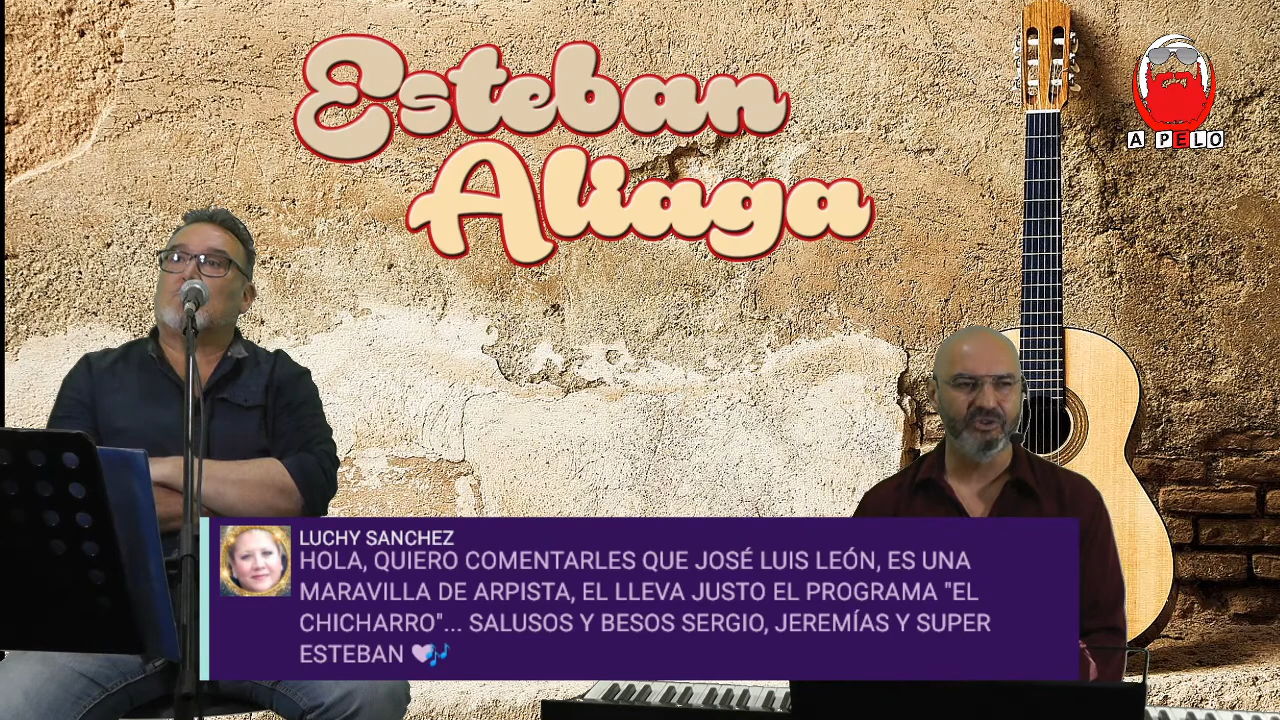 Esteban
Aliaga
A PELO
LUCHY SANCHEZ
HOLA, QUIERO COMENTARLES QUE JOSÉ LUIS LEÓN, ES UNA
MARAVILLA DE ARPISTA, EL LLEVA JUSTO EL PROGRAMA "EL
CHICHARRO"... SALUSOS Y BESOS SERGIO, JEREMÍAS Y SUPER
ESTEBAN 💜🎶